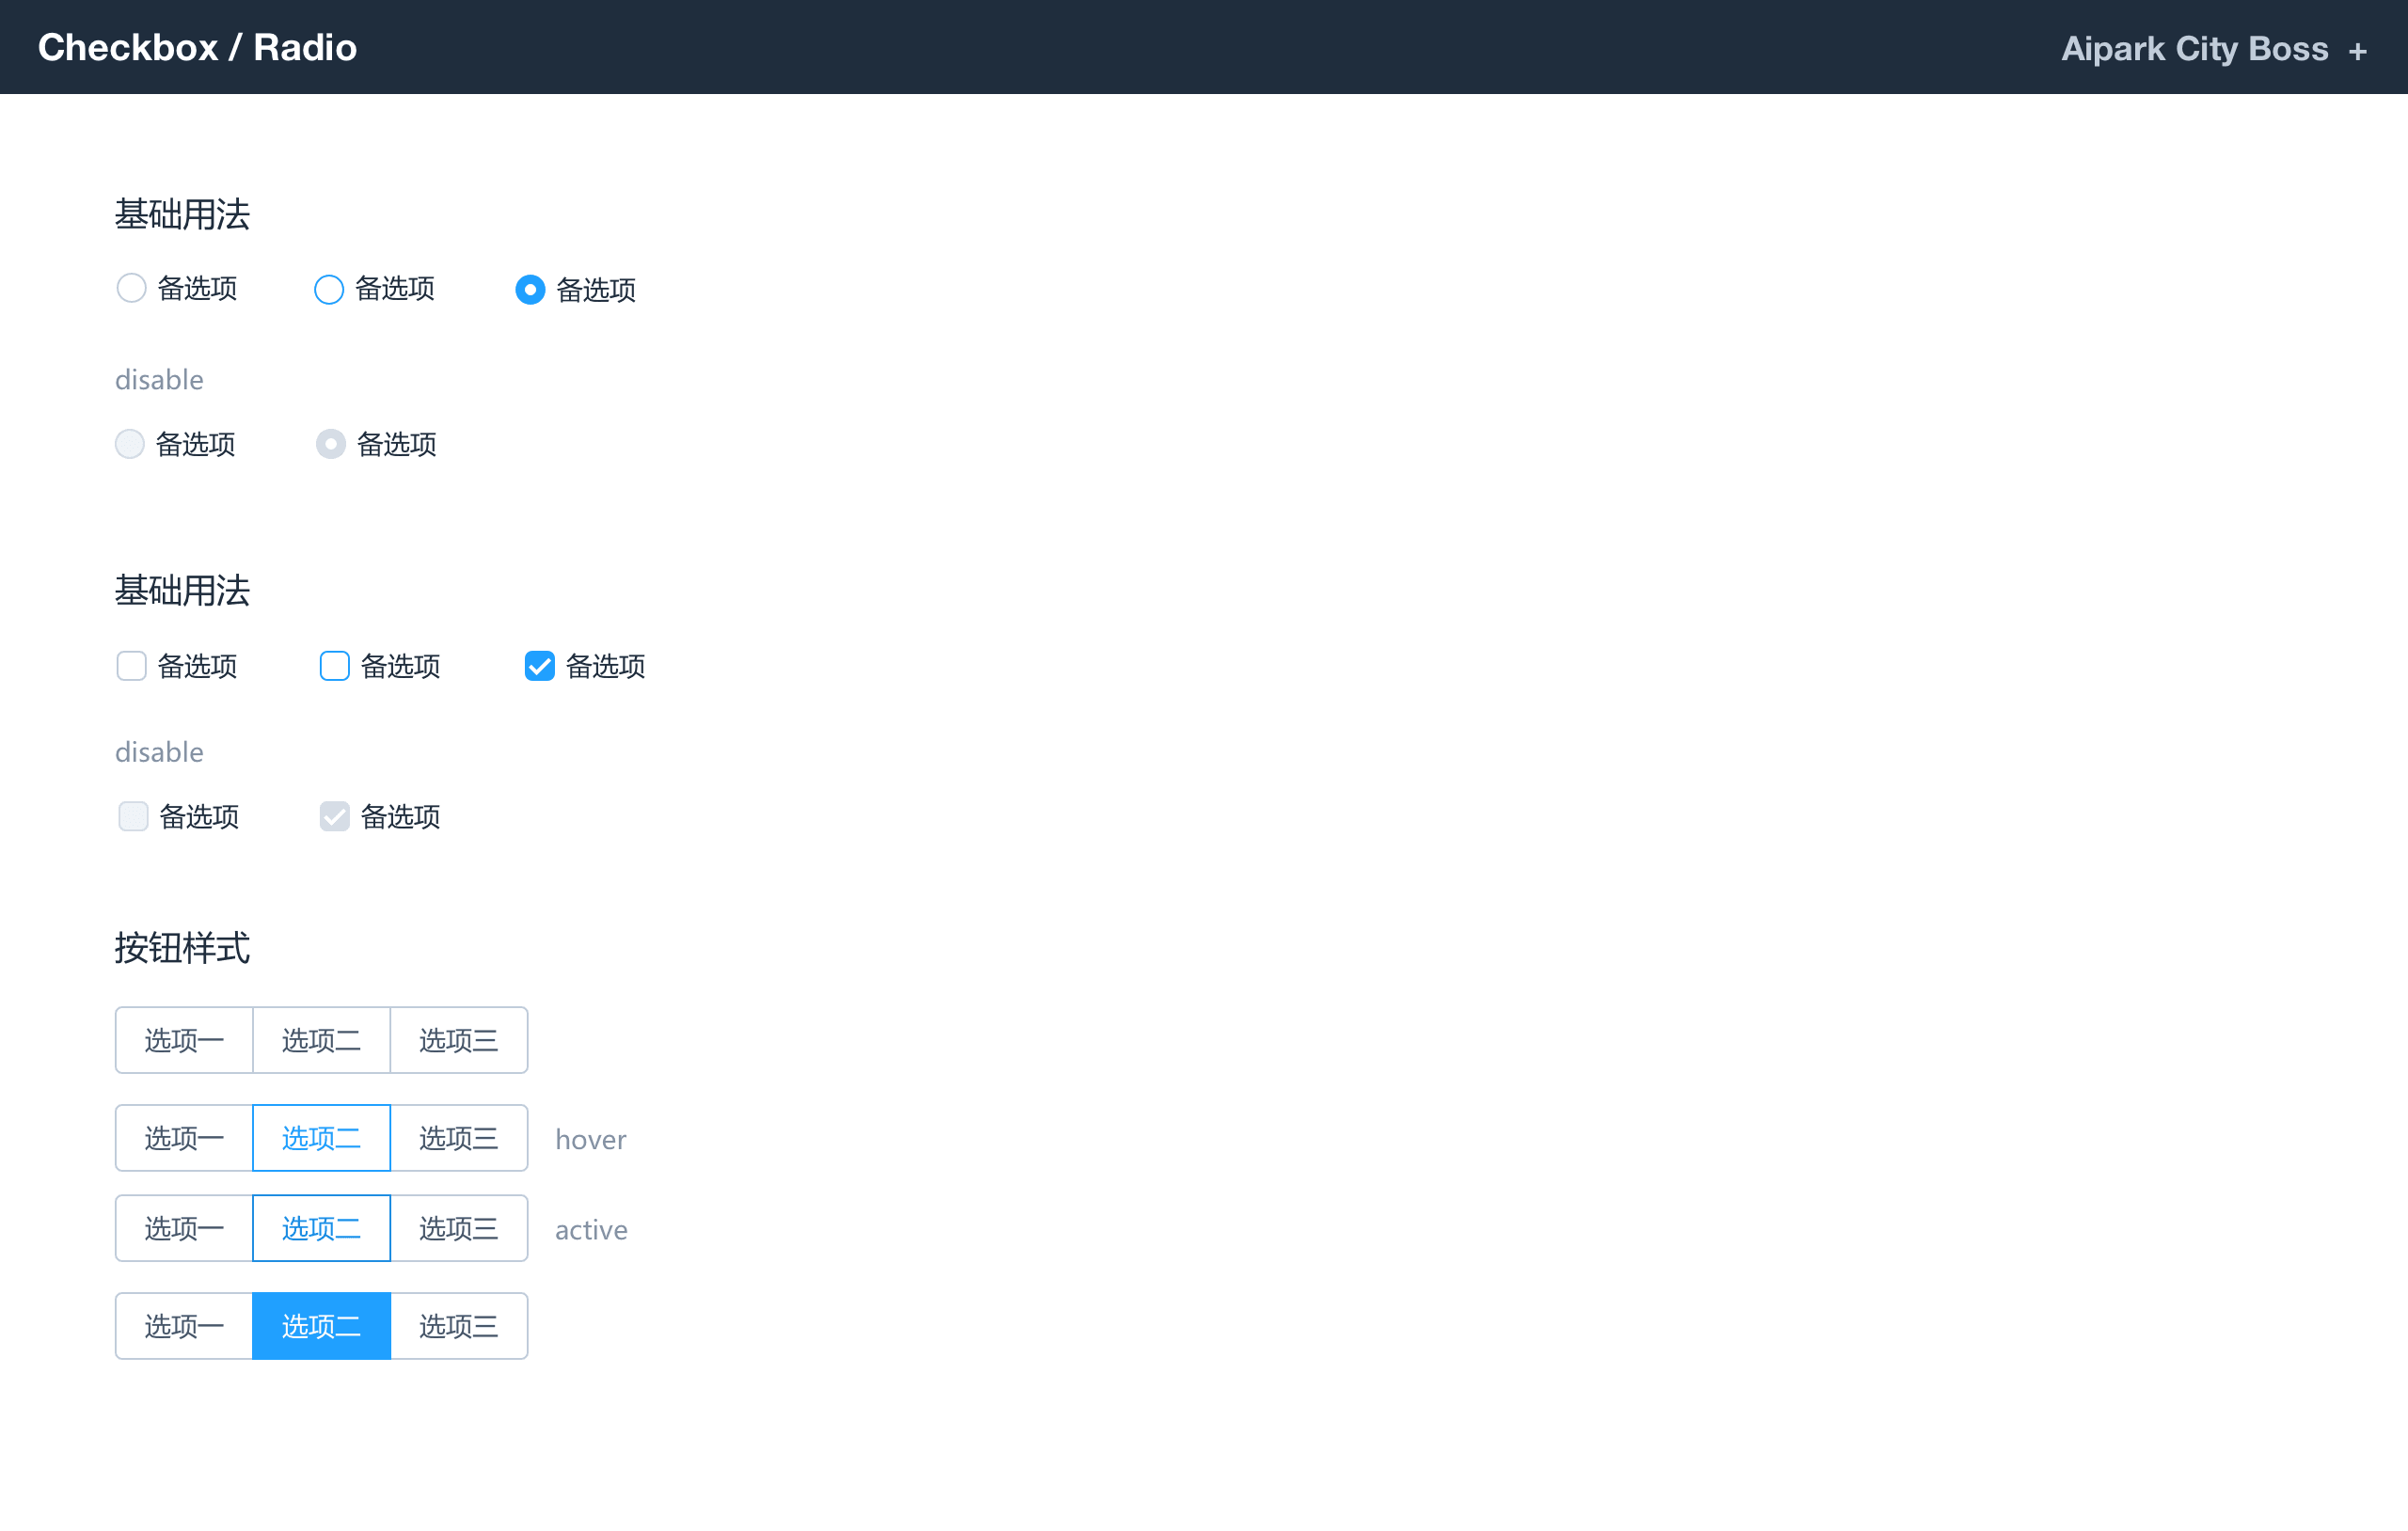 Checkbox / Radio
Aipark City Boss +
基础用法
备选项 备选项 备选项
disable
备选项 备选项
基础用法
备选项 备选项 备选项
disable
备选项 备选项
按钮样式
选项一 选项二 选项三
选项一 选项二 选项三 hover
选项一 选项二 选项三 active
选项一 选项二 选项三